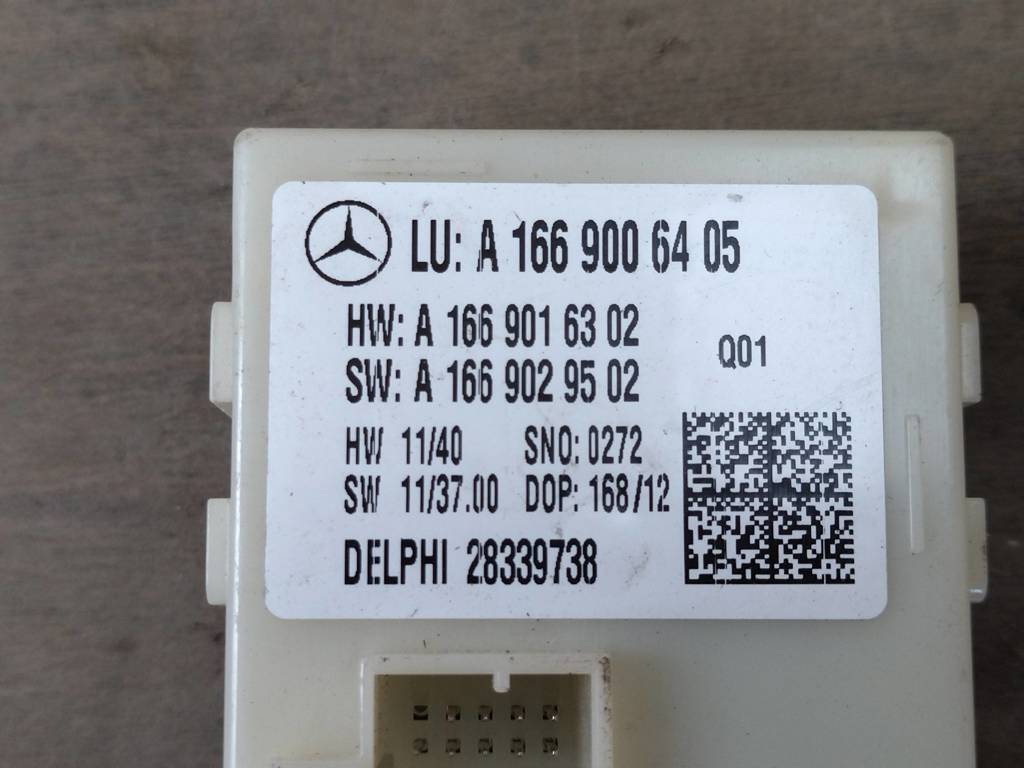 LU: A 166 900 64 05
HW: A 166 901 63 02
SW: A 166 902 95 02
Q01
HW 11/40 SNO: 0272
SW 11/37.00 DOP: 168/12
DELPHI 28339738